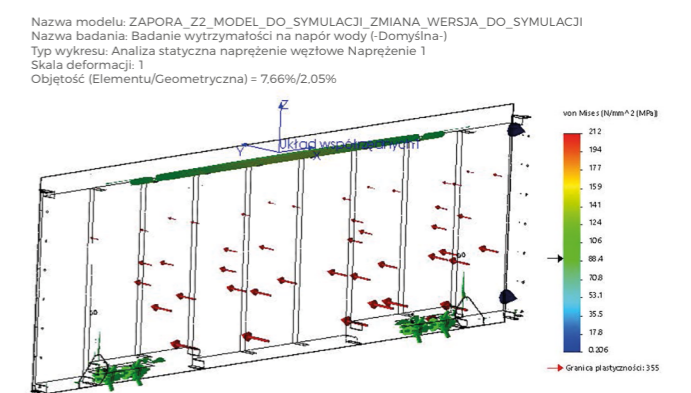 Nazwa modelu: ZAPORA_Z2_MODEL_DO_SYMULACJI_ZMIANA_WERSJA_DO_SYMULACJI
Nazwa badania: Badanie wytrzymałości na napór wody (-Domyślna-)
Typ wykresu: Analiza statyczna naprężenie węzłowe Naprężenie 1
Skala deformacji: 1
Objętość (Elementu/Geometryczna) = 7.66%/2,05%
Z
Układ współrzędnych1
Y
X
von Mises (N/mm^2 (MPa))
212
194
177
159
141
124
106
88.4
70.8
53.1
35.5
17.8
0.206
Granica plastyczności: 355